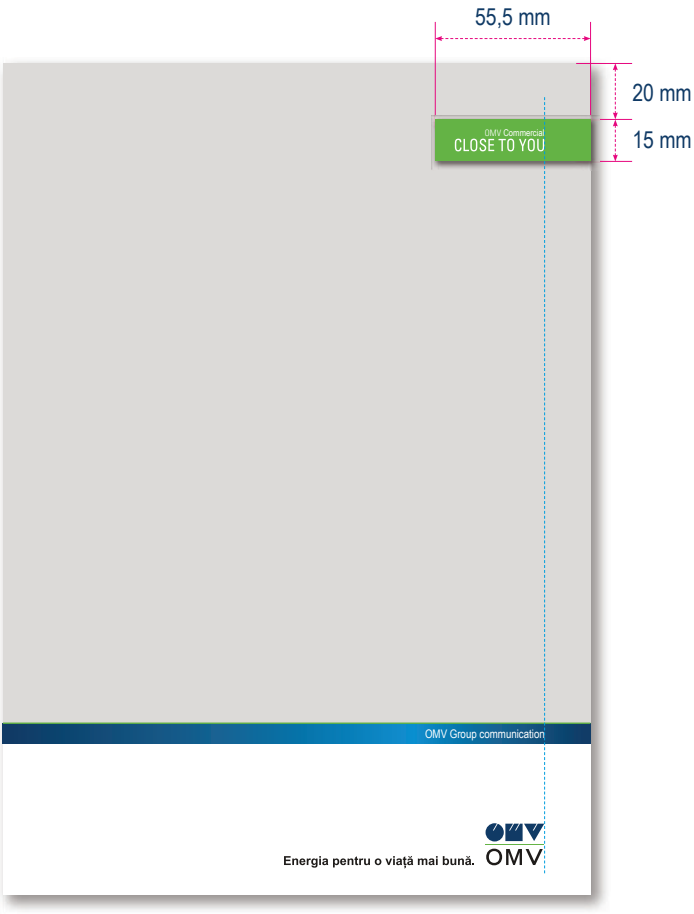 55,5 mm
20 mm
OMV Commercial
CLOSE TO YOU
15 mm
OMV Group communication
OMV
Energia pentru o viață mai bună.
OMV